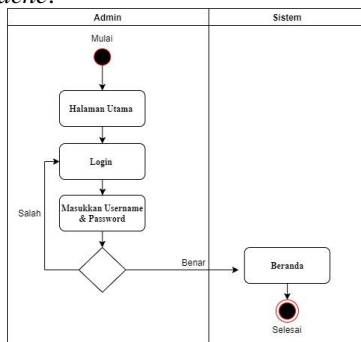 Admin
Sistem
Mulai
Halaman Utama
Login
Masukkan Username
& Password
Salah
Benar
Beranda
Selesai